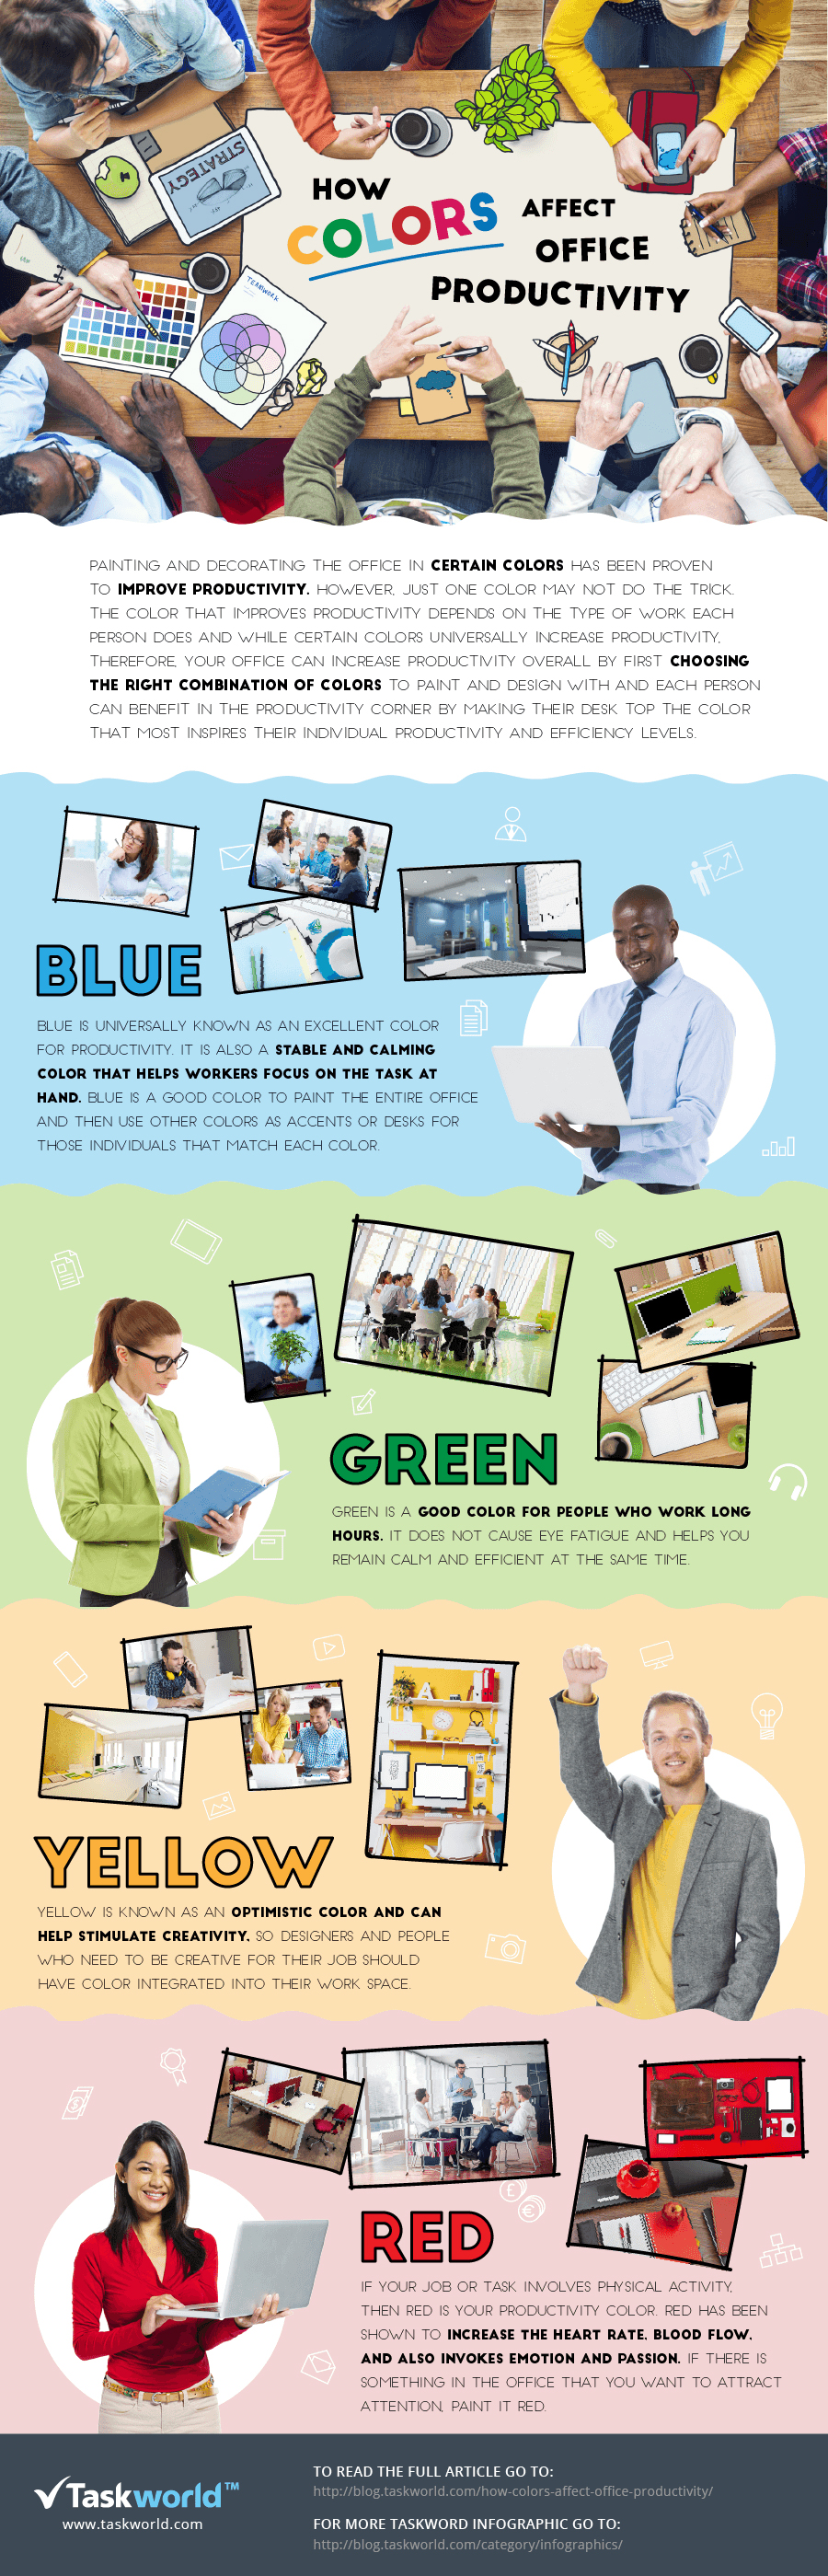 STRATEGY
HOW
COLORS
AFFECT
OFFICE
PRODUCTIVITY
TEAMWORK
PAINTING AND DECORATING THE OFFICE IN CERTAIN COLORS HAS BEEN PROVEN
TO IMPROVE PRODUCTIVITY. HOWEVER, JUST ONE COLOR MAY NOT DO THE TRICK.
THE COLOR THAT IMPROVES PRODUCTIVITY DEPENDS ON THE TYPE OF WORK EACH
PERSON DOES AND WHILE CERTAIN COLORS UNIVERSALLY INCREASE PRODUCTIVITY,
THEREFORE, YOUR OFFICE CAN INCREASE PRODUCTIVITY OVERALL BY FIRST CHOOSING
THE RIGHT COMBINATION OF COLORS TO PAINT AND DESIGN WITH AND EACH PERSON
CAN BENEFIT IN THE PRODUCTIVITY CORNER BY MAKING THEIR DESK TOP THE COLOR
THAT MOST INSPIRES THEIR INDIVIDUAL PRODUCTIVITY AND EFFICIENCY LEVELS.
BLUE
BLUE IS UNIVERSALLY KNOWN AS AN EXCELLENT COLOR
FOR PRODUCTIVITY. IT IS ALSO A STABLE AND CALMING
COLOR THAT HELPS WORKERS FOCUS ON THE TASK AT
HAND. BLUE IS A GOOD COLOR TO PAINT THE ENTIRE OFFICE
AND THEN USE OTHER COLORS AS ACCENTS OR DESKS FOR
THOSE INDIVIDUALS THAT MATCH EACH COLOR.
GREEN
GREEN IS A GOOD COLOR FOR PEOPLE WHO WORK LONG
HOURS. IT DOES NOT CAUSE EYE FATIGUE AND HELPS YOU
REMAIN CALM AND EFFICIENT AT THE SAME TIME.
A
YELLOW
YELLOW IS KNOWN AS AN OPTIMISTIC COLOR AND CAN
HELP STIMULATE CREATIVITY, SO DESIGNERS AND PEOPLE
WHO NEED TO BE CREATIVE FOR THEIR JOB SHOULD
HAVE COLOR INTEGRATED INTO THEIR WORK SPACE.
RED
IF YOUR JOB OR TASK INVOLVES PHYSICAL ACTIVITY,
THEN RED IS YOUR PRODUCTIVITY COLOR. RED HAS BEEN
SHOWN TO INCREASE THE HEART RATE, BLOOD FLOW,
AND ALSO INVOKES EMOTION AND PASSION. IF THERE IS
SOMETHING IN THE OFFICE THAT YOU WANT TO ATTRACT
ATTENTION, PAINT IT RED.
Taskworld™
www.taskworld.com
TO READ THE FULL ARTICLE GO TO:
http://blog.taskworld.com/how-colors-affect-office-productivity/
FOR MORE TASKWORD INFOGRAPHIC GO TO:
http://blog.taskworld.com/category/infographics/